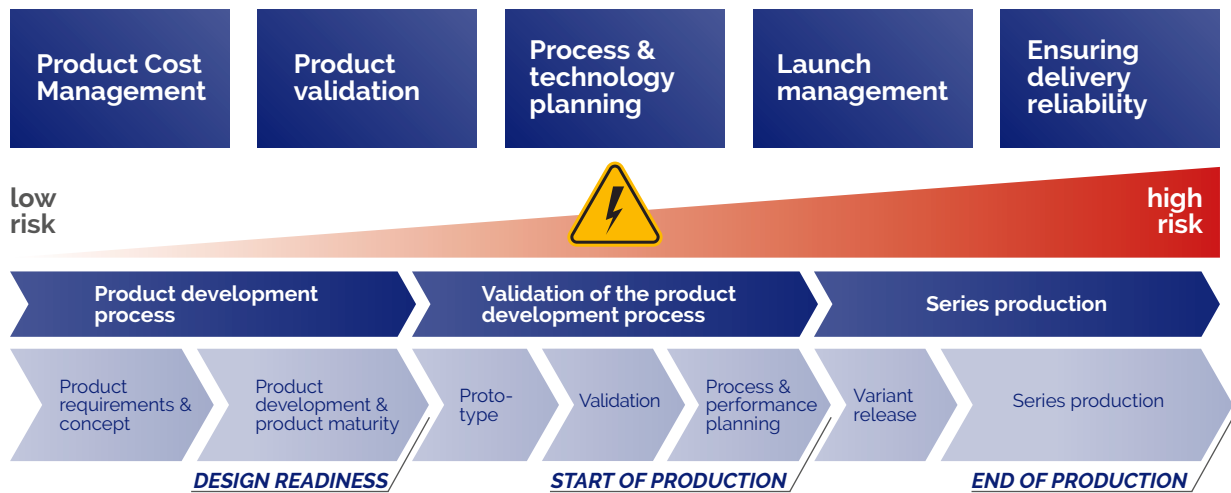 Product Cost
Management
Product
validation
Process &
technology
planning
Launch
management
Ensuring
delivery
reliability
low
risk
high
risk
Product development
process
Validation of the product
development process
Series production
Product
requirements &
concept
Product
development &
product maturity
Proto-
type
Validation
Process &
performance
planning
Variant
release
Series production
DESIGN READINESS
START OF PRODUCTION
END OF PRODUCTION